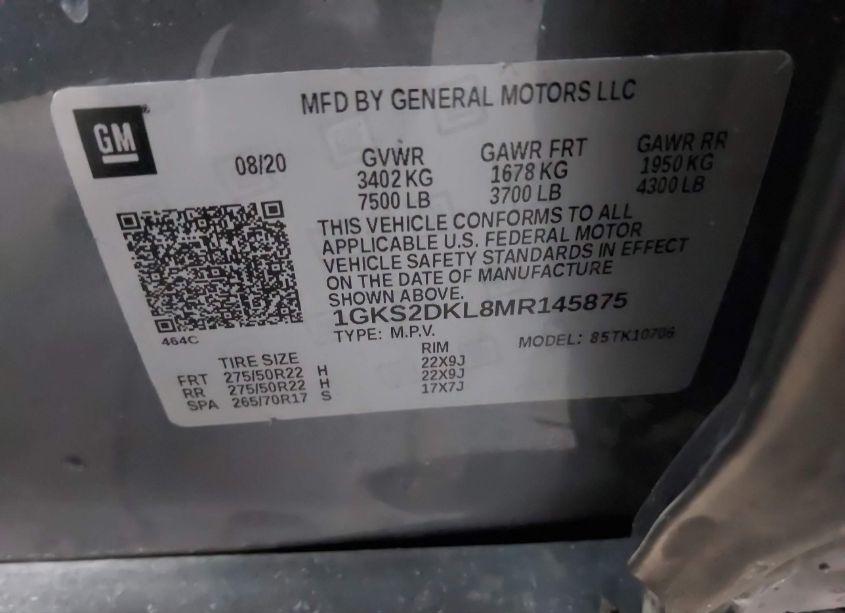 MFD BY GENERAL MOTORS LLC
GM
08/20
GVWR GAWR FRT GAWR RR
3402 KG 1678 KG 1950 KG
7500 LB 3700 LB 4300 LB
THIS VEHICLE CONFORMS TO ALL
APPLICABLE U.S. FEDERAL MOTOR
VEHICLE SAFETY STANDARDS IN EFFECT
ON THE DATE OF MANUFACTURE
SHOWN ABOVE.
1GKS2DKL8MR145875
464C
TYPE: M.P.V. MODEL: 85TK10706
TIRE SIZE RIM
FRT 275/50R22 H 22X9J
RR 275/50R22 H 22X9J
SPA 265/70R17 S 17X7J